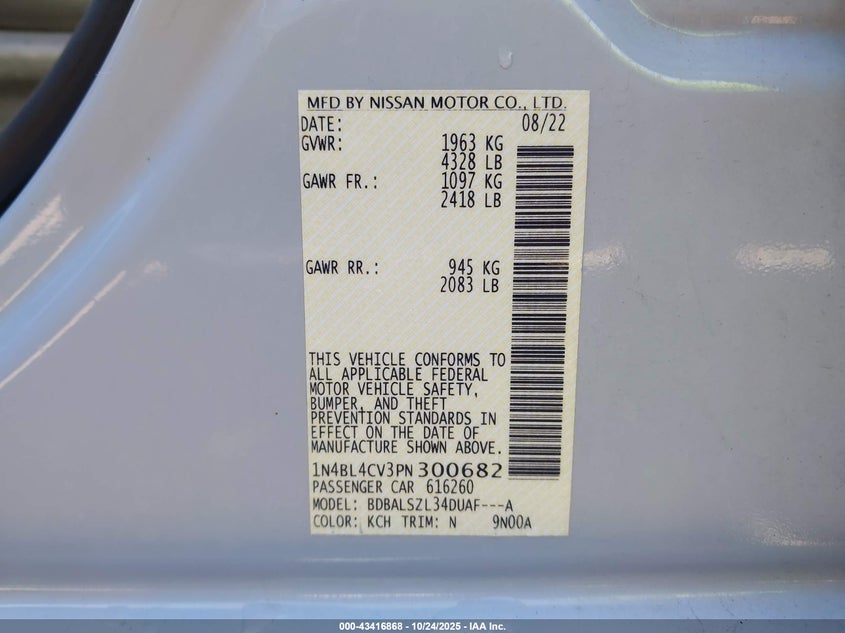 MFD BY NISSAN MOTOR CO., LTD.
DATE: 08/22
GVWR: 1963 KG
4328 LB
GAWR FR.: 1097 KG
2418 LB
GAWR RR.: 945 KG
2083 LB
THIS VEHICLE CONFORMS TO
ALL APPLICABLE FEDERAL
MOTOR VEHICLE SAFETY,
BUMPER, AND THEFT
PREVENTION STANDARDS IN
EFFECT ON THE DATE OF
MANUFACTURE SHOWN ABOVE.
1N4BL4CV3PN300682
PASSENGER CAR 616260
MODEL: BDBALSZL34DUAF---A
COLOR: KCH TRIM: N 9N00A
000-43416868 • 10/24/2025 • IAA Inc.